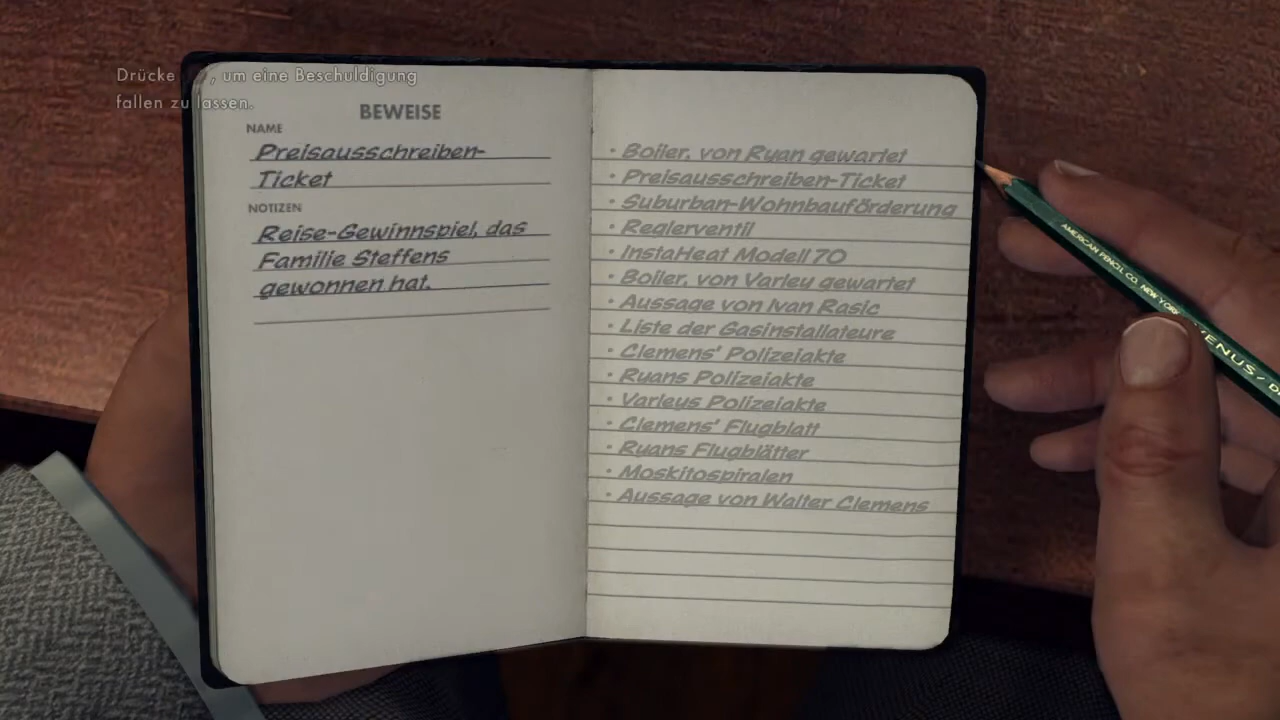 Drücke , um eine Beschuldigung
fallen zu lassen.
BEWEISE
NAME
Preisausschreiben-
Ticket
NOTIZEN
Reise-Gewinnspiel, das
Familie Steffens
gewonnen hat.
• Boiler, von Ryan gewartet
• Preisausschreiben-Ticket
• Suburban-Wohnbauförderung
• Reglerventil
• InstaHeat Modell 70
• Boiler, von Varley gewartet
• Aussage von Ivan Rasic
• Liste der Gasinstallateure
• Clemens' Polizeiakte
• Ryans Polizeiakte
• Varleys Polizeiakte
• Clemens' Flugblatt
• Ryans Flugblätter
• Moskitospiralen
• Aussage von Walter Clemens
AMERICAN PENCIL CO. NEW YORK
VENUS